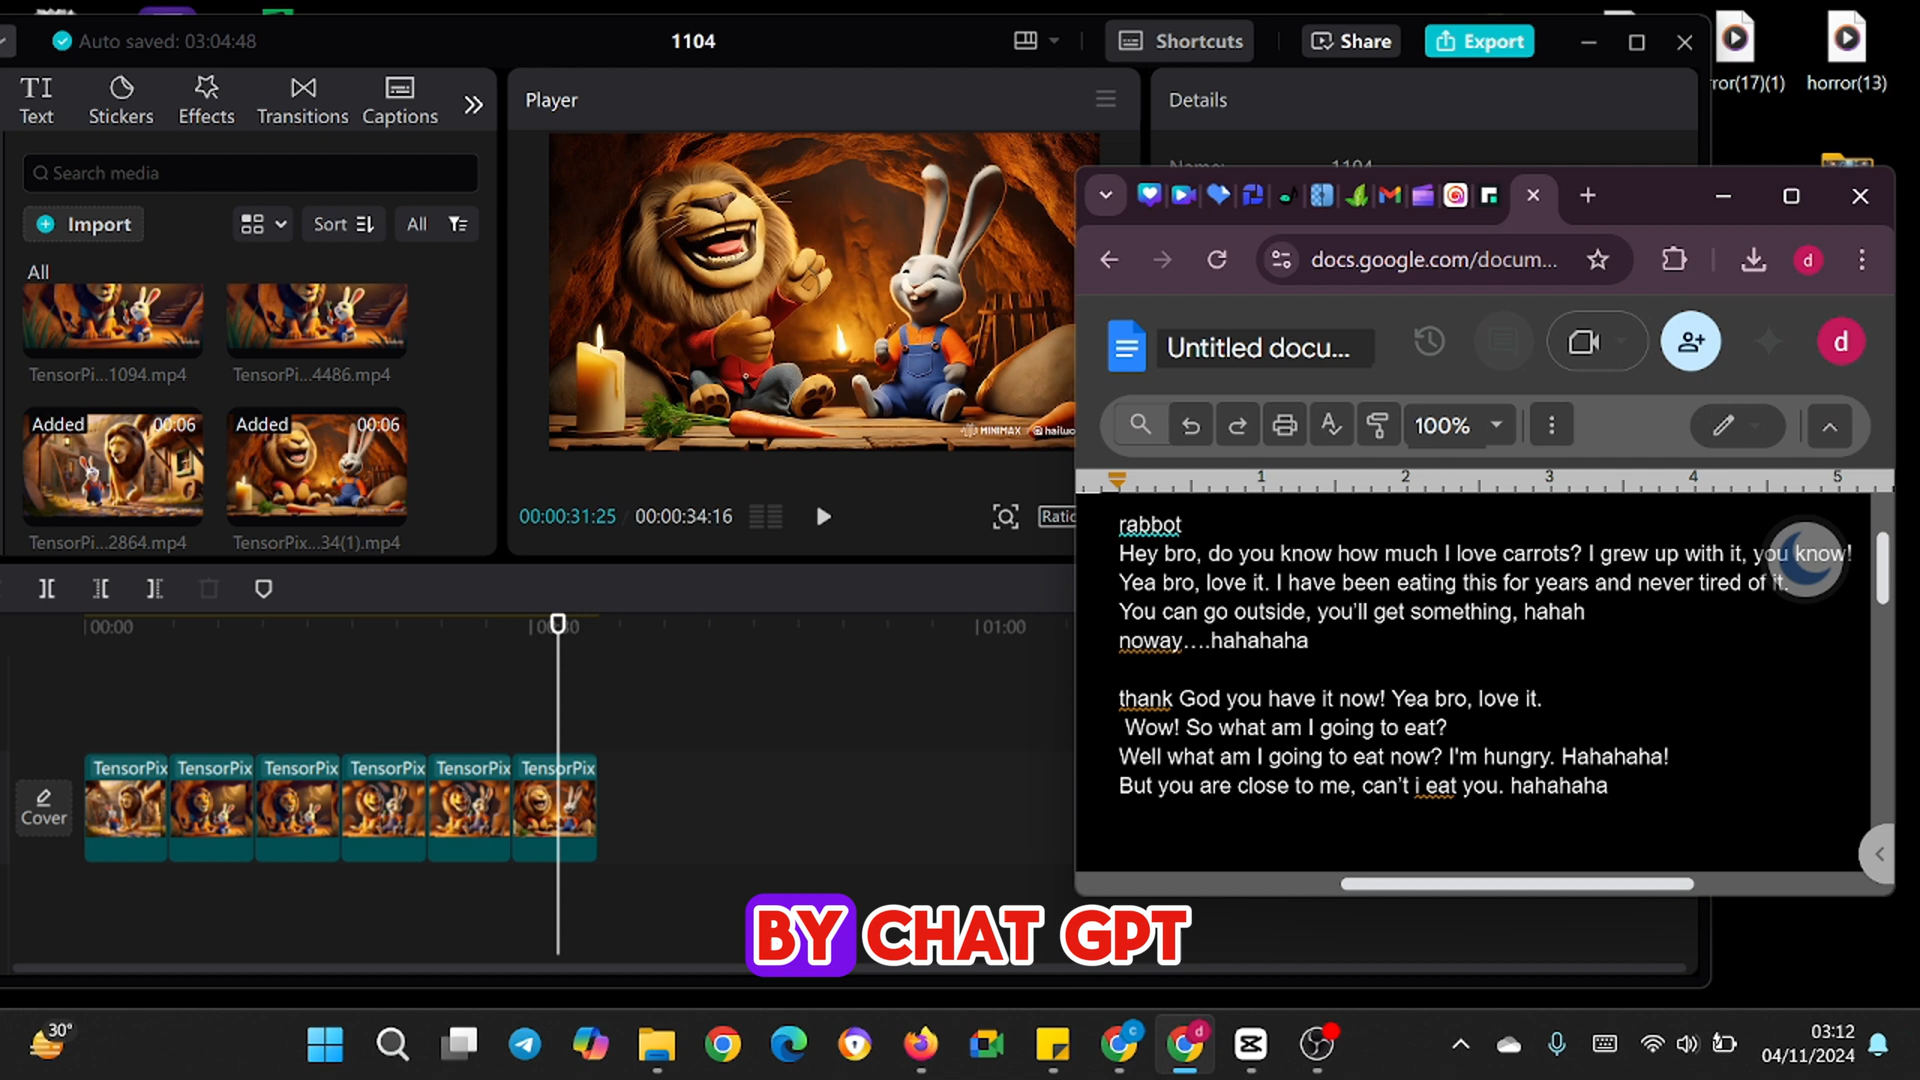 Auto saved: 03:04:48
1104
Shortcuts
Share
Export
ror(17)(1)
horror(13)
TI
Text
Stickers
Effects
Transitions
Captions
Player
Details
Search media
Import
Sort
All
All
TensorPix...1094.mp4
TensorPi...4486.mp4
Added
00:06
Added
00:06
TensorPi...2864.mp4
TensorPix...34(1).mp4
MINIMAX
00:00:31:25 / 00:00:34:16
docs.google.com/docum...
d
Untitled docu...
d
100%
1 2 3 4 5
rabbot
Hey bro, do you know how much I love carrots? I grew up with it, you know!
Yea bro, love it. I have been eating this for years and never tired of it.
You can go outside, you'll get something, hahah
noway....hahahaha
thank God you have it now! Yea bro, love it.
Wow! So what am I going to eat?
Well what am I going to eat now? I'm hungry. Hahahaha!
But you are close to me, can't i eat you. hahahaha
00:00
01:00
Cover
TensorPix
TensorPix
TensorPix
TensorPix
TensorPix
TensorPix
BY CHAT GPT
30°
03:12
04/11/2024